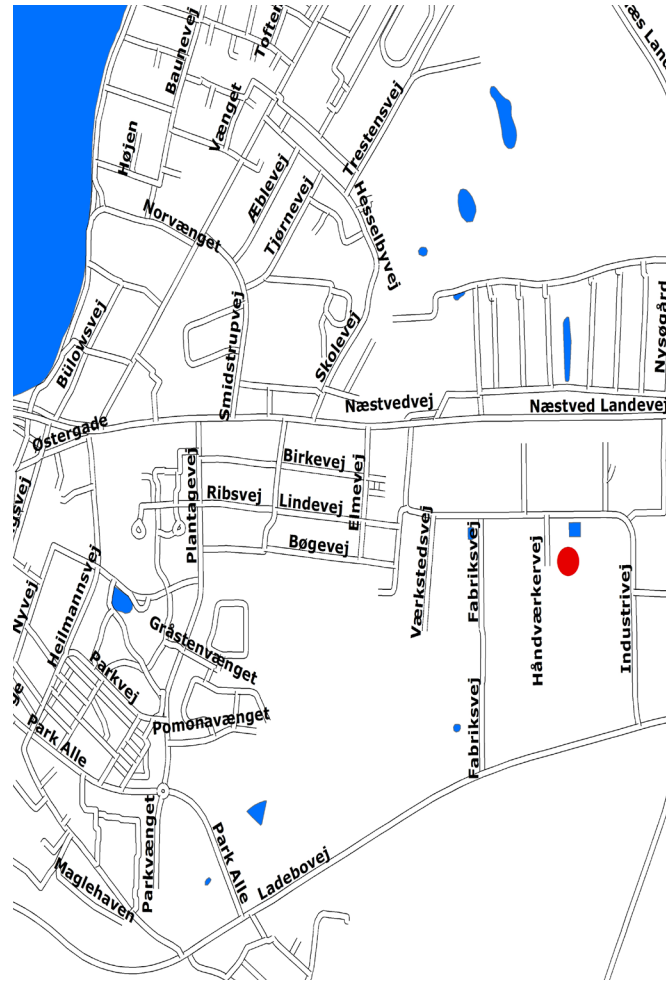 Baunevej
Tofter
Vænget
Højen
Trestensvej
Æblevej
Norvænget
Tjørnevej
Hesselbyvej
Nysøgård
Bülowsvej
Smidstrupvej
Skolevej
Næstvedvej
Næstved Landevej
Østergade
Birkevej
Plantagevej
Elmevej
Ribsvej
Lindevej
Bøgevej
Værkstedsvej
Fabriksvej
Håndværkervej
Industrivej
Heilmannsvej
Nyvej
Gråstenvænget
Parkvej
Pomonavænget
Park Alle
Fabriksvej
Parkvænget
Park Alle
Ladebovej
Maglehaven